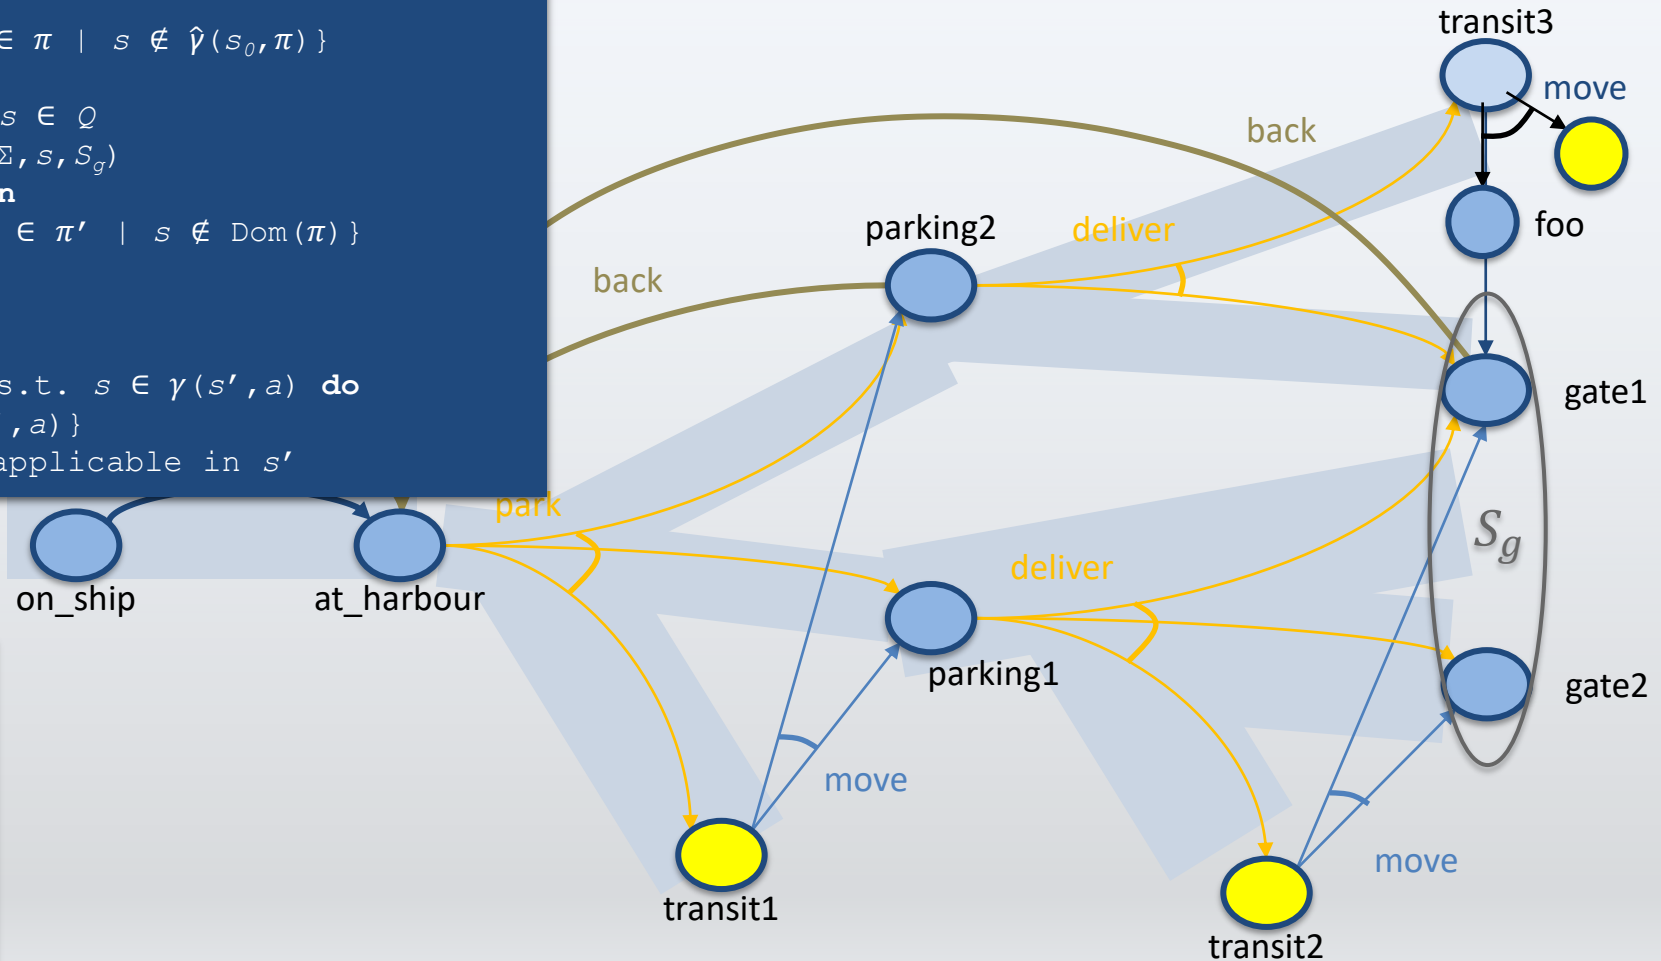 ∈ π | s ∉ γ̂(s₀,π)}
s ∈ Q
Σ,s,S_g)
n
∈ π′ | s ∉ Dom(π)}
s.t. s ∈ γ(s′,a) do
,a)}
applicable in s′
transit3
move
back
foo
parking2
deliver
back
gate1
park
S_g
deliver
on_ship
at_harbour
parking1
gate2
move
move
transit1
transit2